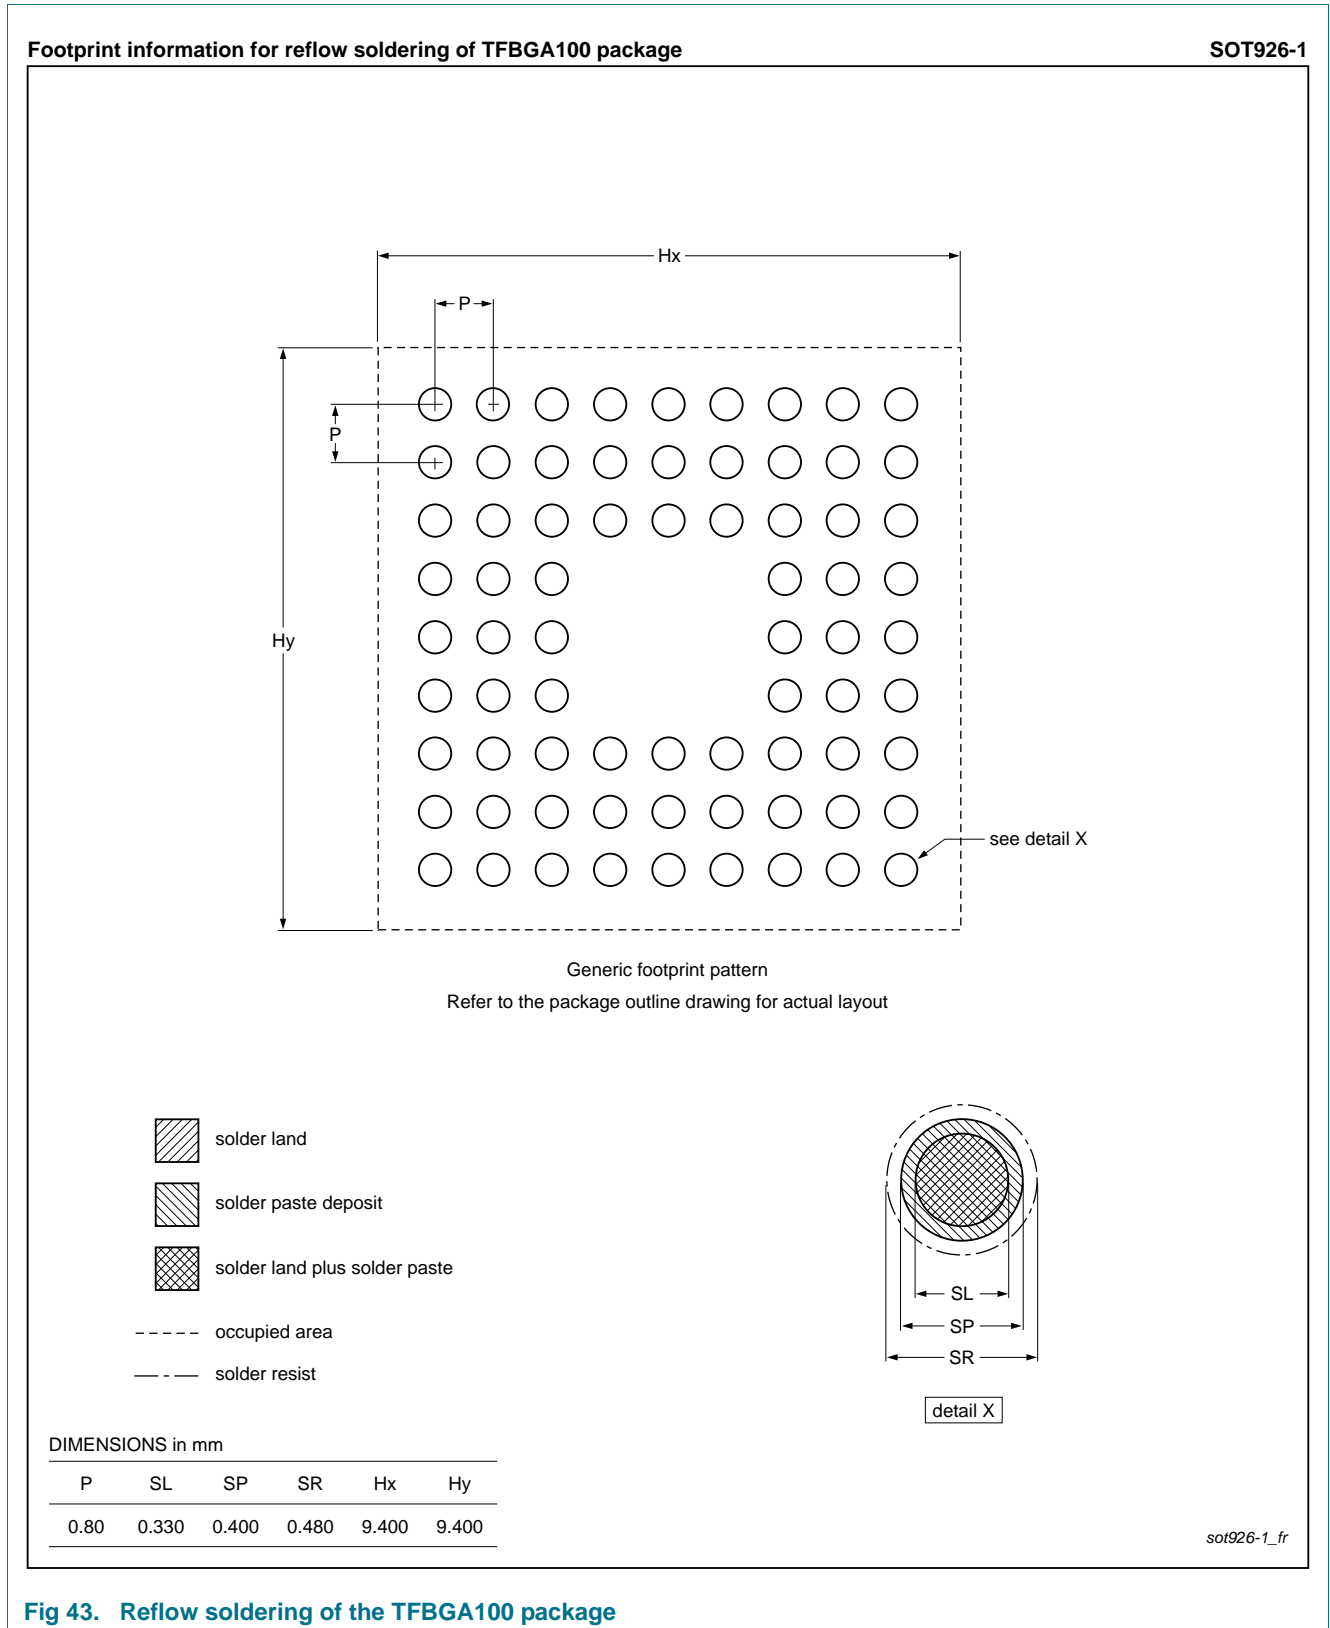 Footprint information for reflow soldering of TFBGA100 package SOT926-1
Hx
P
P
Hy
see detail X
Generic footprint pattern
Refer to the package outline drawing for actual layout
solder land
solder paste deposit
solder land plus solder paste
occupied area
solder resist
SL
SP
SR
detail X
DIMENSIONS in mm
P SL SP SR Hx Hy
0.80 0.330 0.400 0.480 9.400 9.400
sot926-1_fr
Fig 43. Reflow soldering of the TFBGA100 package